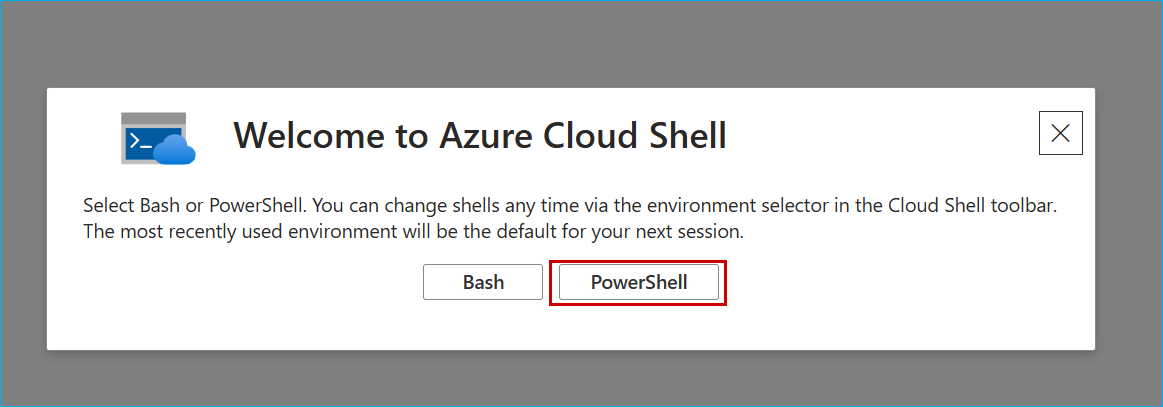 Welcome to Azure Cloud Shell
Select Bash or PowerShell. You can change shells any time via the environment selector in the Cloud Shell toolbar.
The most recently used environment will be the default for your next session.
Bash
PowerShell